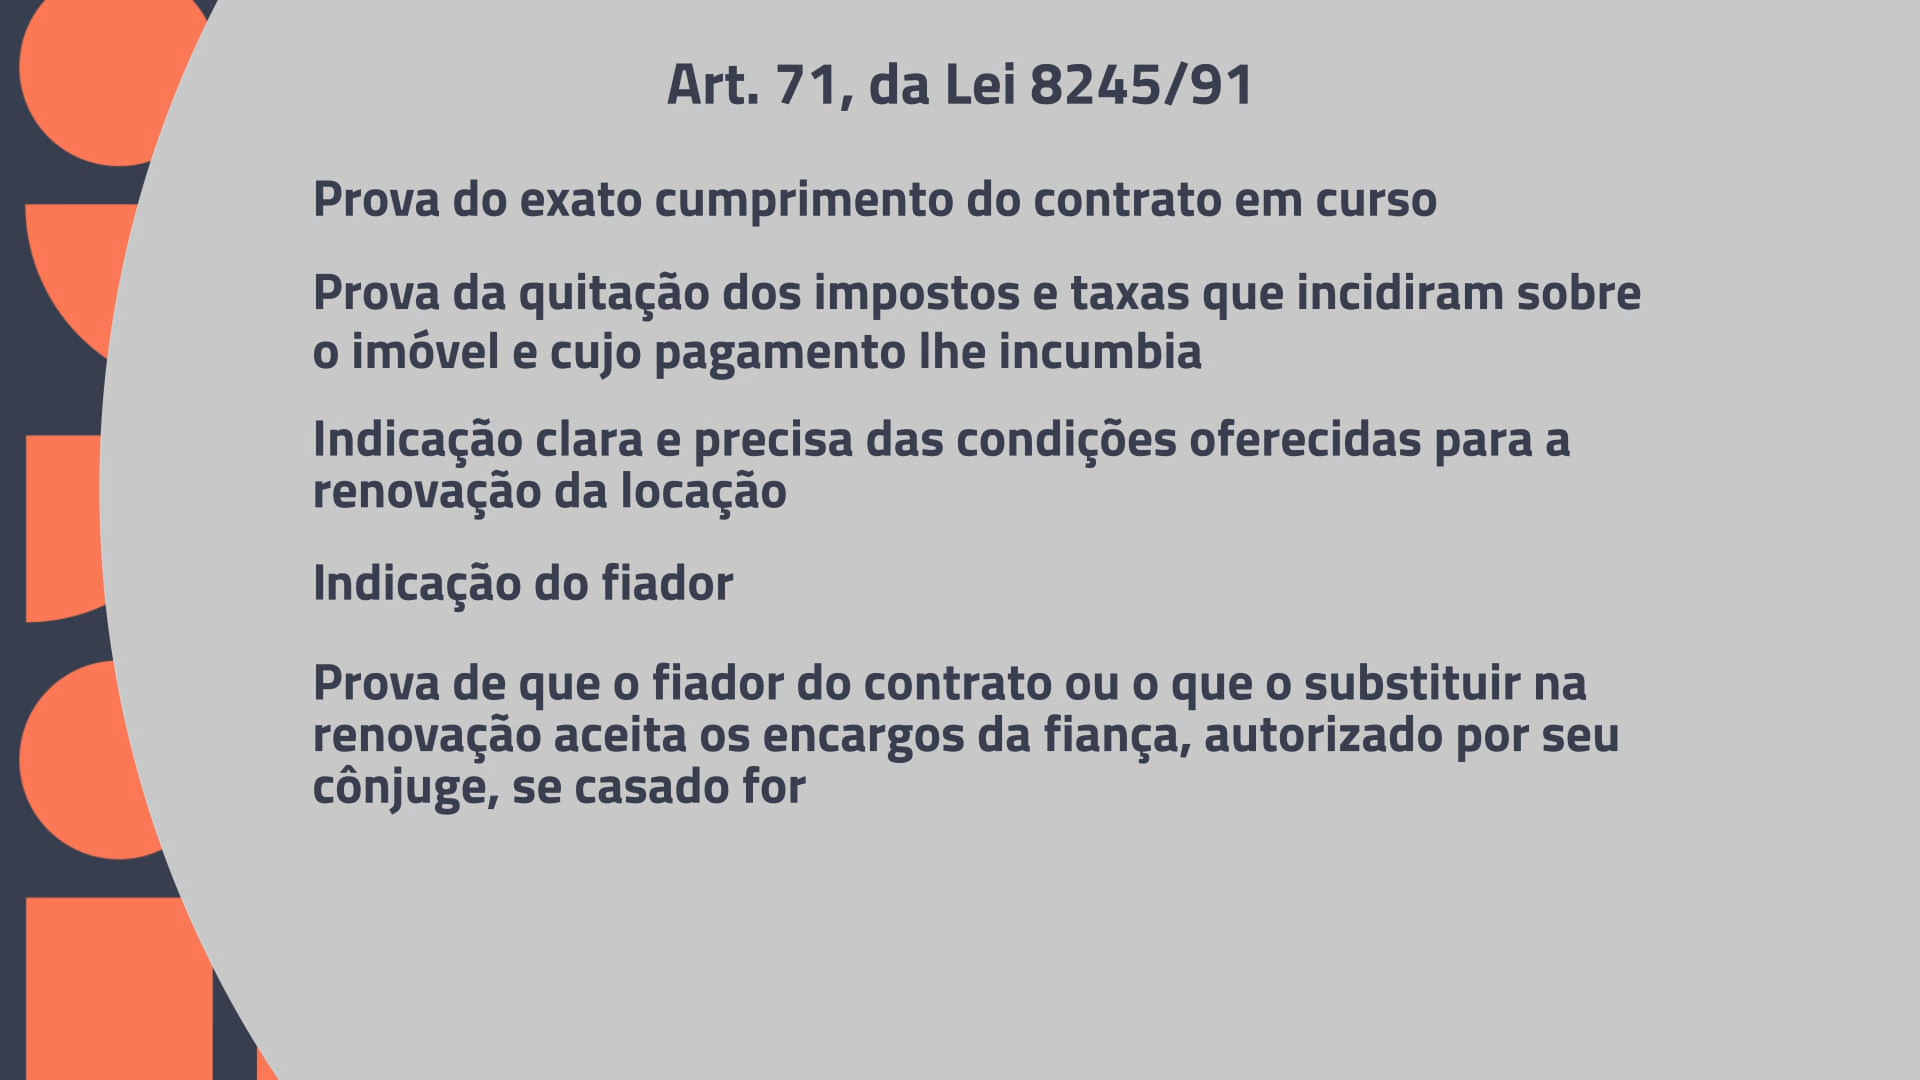 Art. 71, da Lei 8245/91
Prova do exato cumprimento do contrato em curso
Prova da quitação dos impostos e taxas que incidiram sobre
o imóvel e cujo pagamento lhe incumbia
Indicação clara e precisa das condições oferecidas para a
renovação da locação
Indicação do fiador
Prova de que o fiador do contrato ou o que o substituir na
renovação aceita os encargos da fiança, autorizado por seu
cônjuge, se casado for